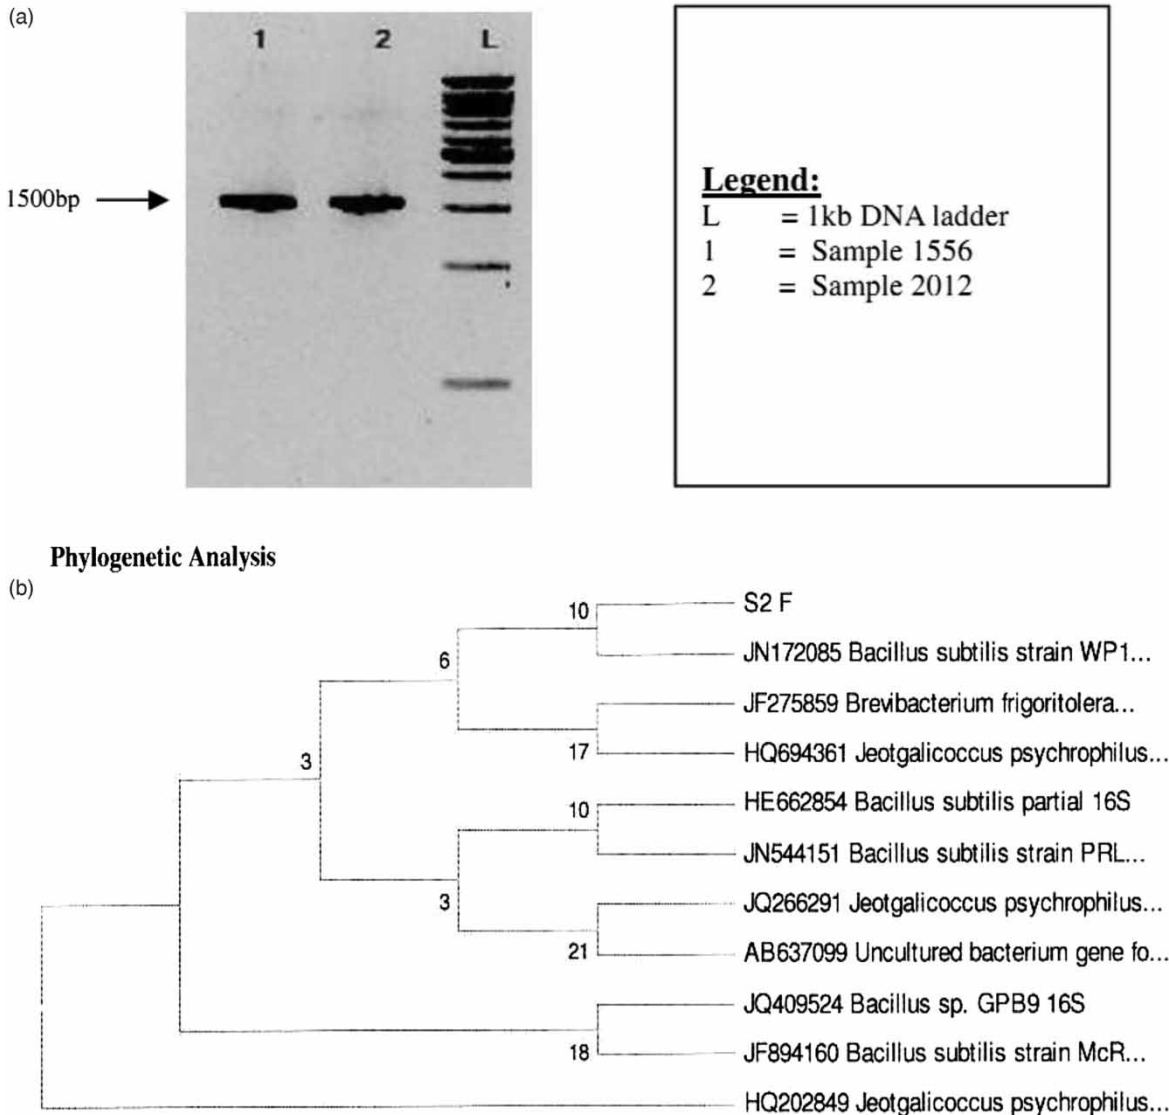 (a)
1 2 L
1500bp
Legend:
L = 1kb DNA ladder
1 = Sample 1556
2 = Sample 2012
Phylogenetic Analysis
(b)
10
S2 F
JN172085 Bacillus subtilis strain WP1...
6
JF275859 Brevibacterium frigoritolera...
17
HQ694361 Jeotgalicoccus psychrophilus...
3
10
HE662854 Bacillus subtilis partial 16S
JN544151 Bacillus subtilis strain PRL...
3
JQ266291 Jeotgalicoccus psychrophilus...
21
AB637099 Uncultured bacterium gene fo...
JQ409524 Bacillus sp. GPB9 16S
18
JF894160 Bacillus subtilis strain McR...
HQ202849 Jeotgalicoccus psychrophilus...